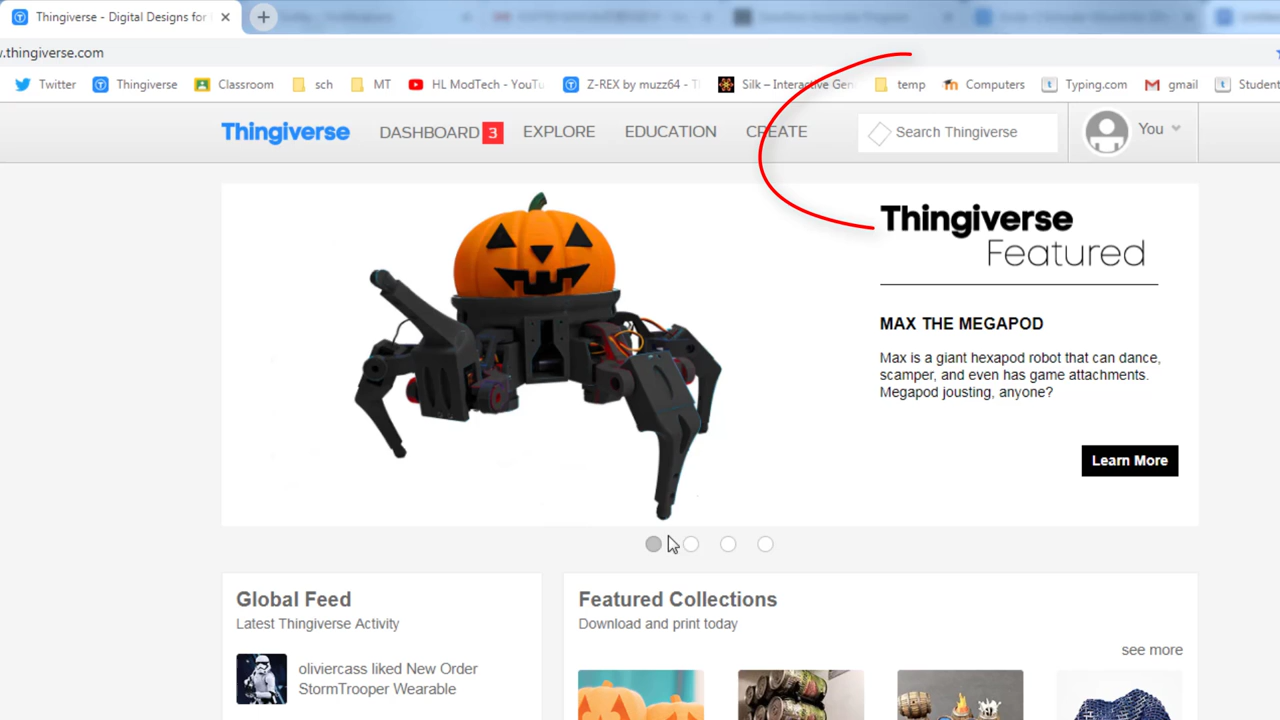 Thingiverse - Digital Designs for
.thingiverse.com
Twitter
Thingiverse
Classroom
sch
MT
HL ModTech - YouTu
Z-REX by muzz64 - T
Silk – Interactive Gen
temp
Computers
Typing.com
gmail
Student
Thingiverse
DASHBOARD 3
EXPLORE
EDUCATION
CREATE
Search Thingiverse
You
Thingiverse
Featured
MAX THE MEGAPOD
Max is a giant hexapod robot that can dance,
scamper, and even has game attachments.
Megapod jousting, anyone?
Learn More
Global Feed
Latest Thingiverse Activity
oliviercass liked New Order
StormTrooper Wearable
Featured Collections
Download and print today
see more